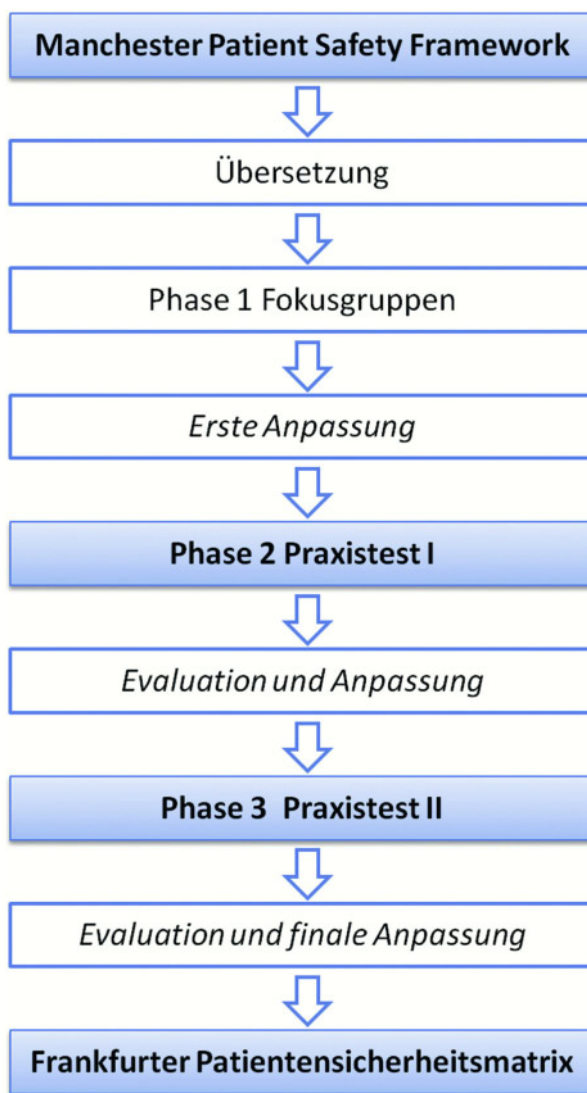 Manchester Patient Safety Framework
Übersetzung
Phase 1 Fokusgruppen
Erste Anpassung
Phase 2 Praxistest I
Evaluation und Anpassung
Phase 3 Praxistest II
Evaluation und finale Anpassung
Frankfurter Patientensicherheitsmatrix